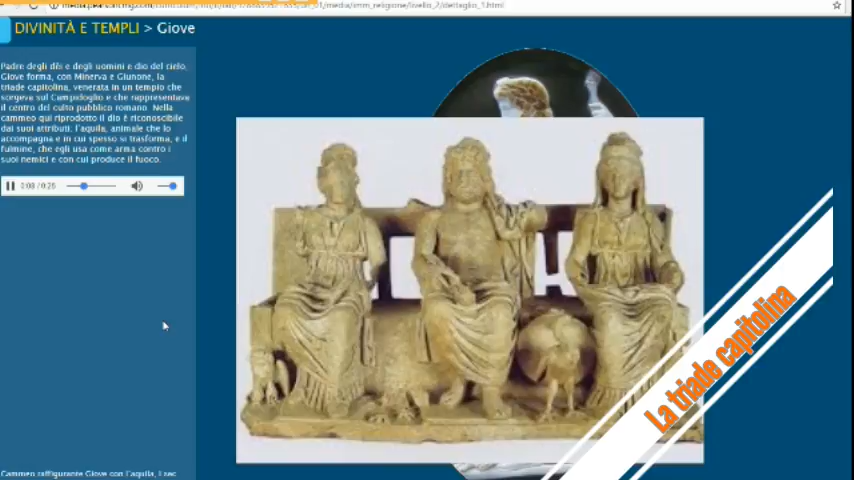 DIVINITÀ E TEMPLI > Giove
Padre degli dèi e degli uomini e dio del cielo,
Giove forma, con Minerva e Giunone, la
triade capitolina, venerata in un tempio che
sorgeva sul Campidoglio e che rappresentava
il centro del culto pubblico romano. Nella
cammeo qui riprodotto il dio è riconoscibile
dai suoi attributi: l'aquila, animale che lo
accompagna e in cui spesso si trasforma, e il
fulmine, che egli usa come arma contro i
suoi nemici e con cui produce il fuoco.
La triade capitolina
Cammeo raffigurante Giove con l'aquila, I sec